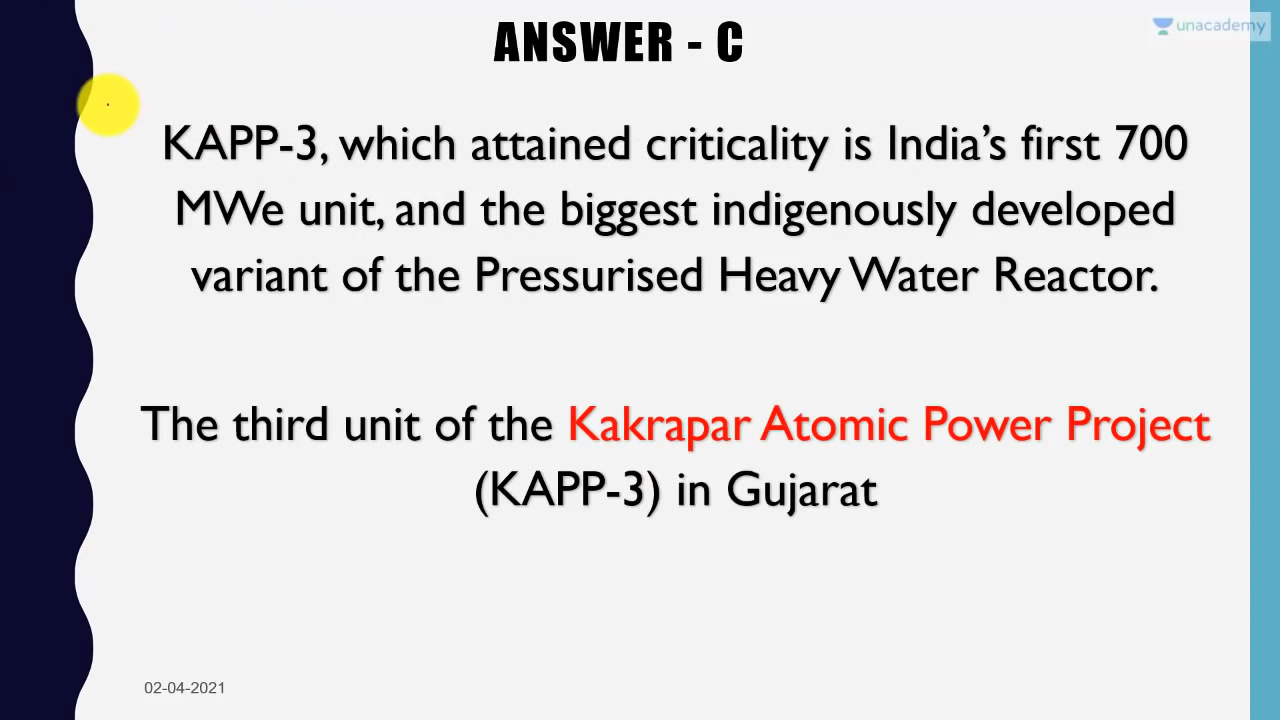 ANSWER - C
unacademy
KAPP-3, which attained criticality is India’s first 700
MWe unit, and the biggest indigenously developed
variant of the Pressurised Heavy Water Reactor.
The third unit of the Kakrapar Atomic Power Project
(KAPP-3) in Gujarat
02-04-2021